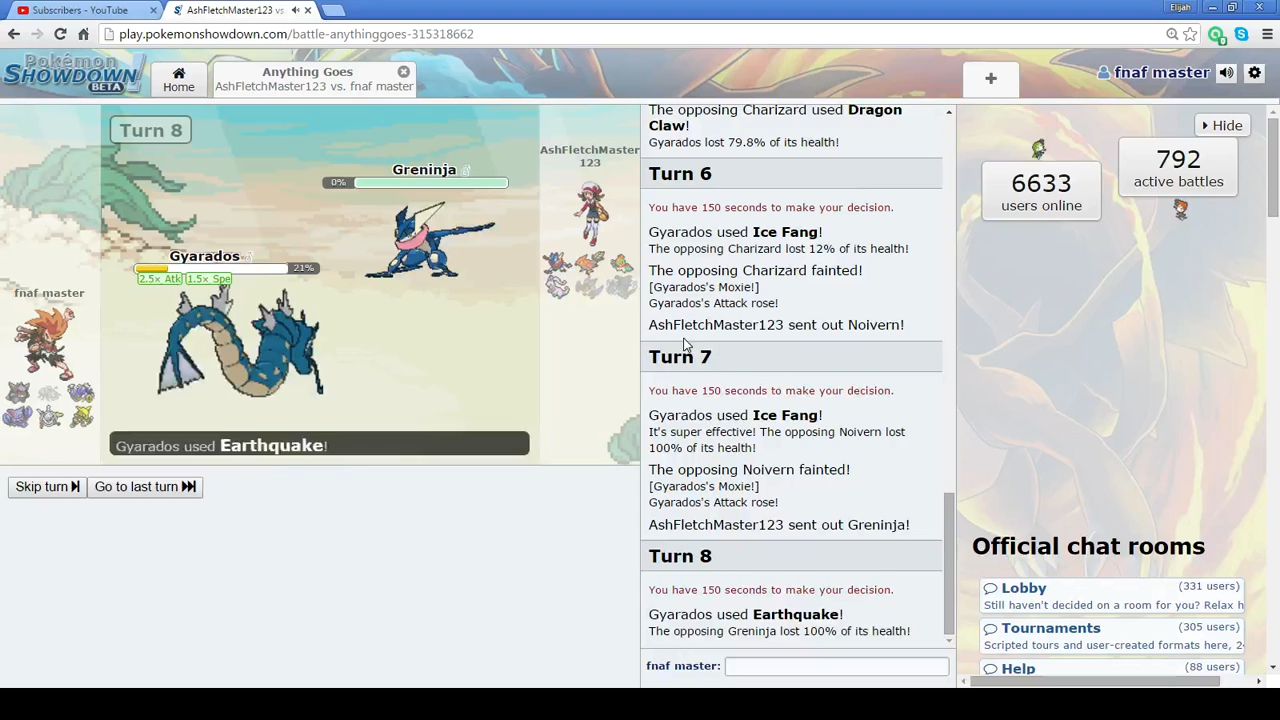 Subscribers - YouTube
AshFletchMaster123 vs
Elijah
play.pokemonshowdown.com/battle-anythinggoes-315318662
Pokémon
SHOWDOWN
BETA
Home
Anything Goes
AshFletchMaster123 vs. fnaf master
fnaf master
Turn 8
Greninja
0%
Gyarados
21%
2.5× Atk
1.5× Spe
fnaf master
AshFletchMaster
123
Gyarados used Earthquake!
Skip turn
Go to last turn
The opposing Charizard used Dragon
Claw!
Gyarados lost 79.8% of its health!
Turn 6
You have 150 seconds to make your decision.
Gyarados used Ice Fang!
The opposing Charizard lost 12% of its health!
The opposing Charizard fainted!
[Gyarados's Moxie!]
Gyarados's Attack rose!
AshFletchMaster123 sent out Noivern!
Turn 7
You have 150 seconds to make your decision.
Gyarados used Ice Fang!
It's super effective! The opposing Noivern lost
100% of its health!
The opposing Noivern fainted!
[Gyarados's Moxie!]
Gyarados's Attack rose!
AshFletchMaster123 sent out Greninja!
Turn 8
You have 150 seconds to make your decision.
Gyarados used Earthquake!
The opposing Greninja lost 100% of its health!
fnaf master:
Hide
6633
users online
792
active battles
Official chat rooms
Lobby
(331 users)
Still haven't decided on a room for you? Relax h
Tournaments
(305 users)
Scripted tours and user-created formats here, 2
Help
(88 users)